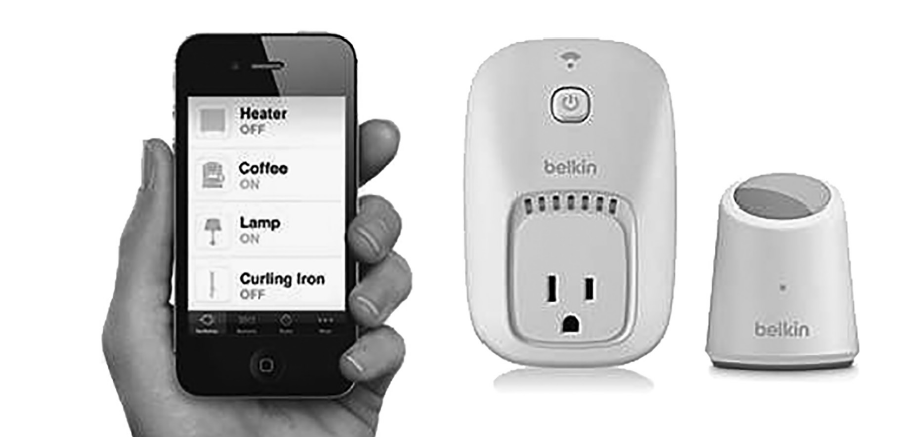 Heater
OFF
Coffee
ON
Lamp
ON
Curling Iron
OFF
belkin
belkin